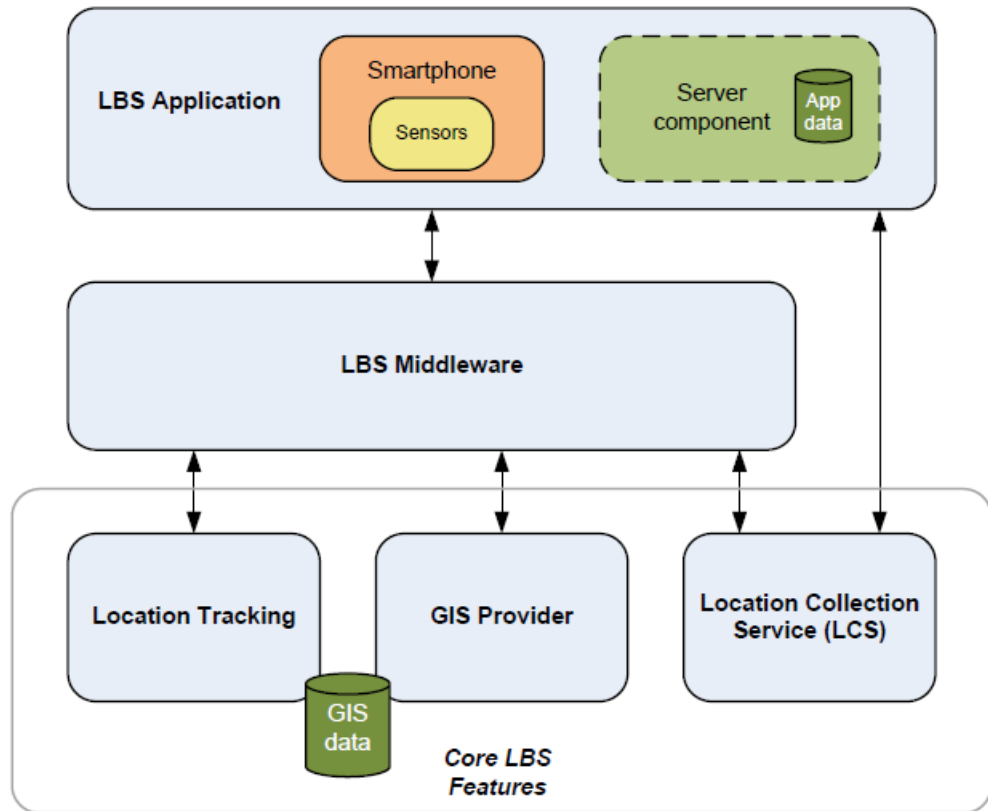 LBS Application
Smartphone
Sensors
Server
component
App
data
LBS Middleware
Location Tracking
GIS Provider
Location Collection
Service (LCS)
GIS
data
Core LBS
Features